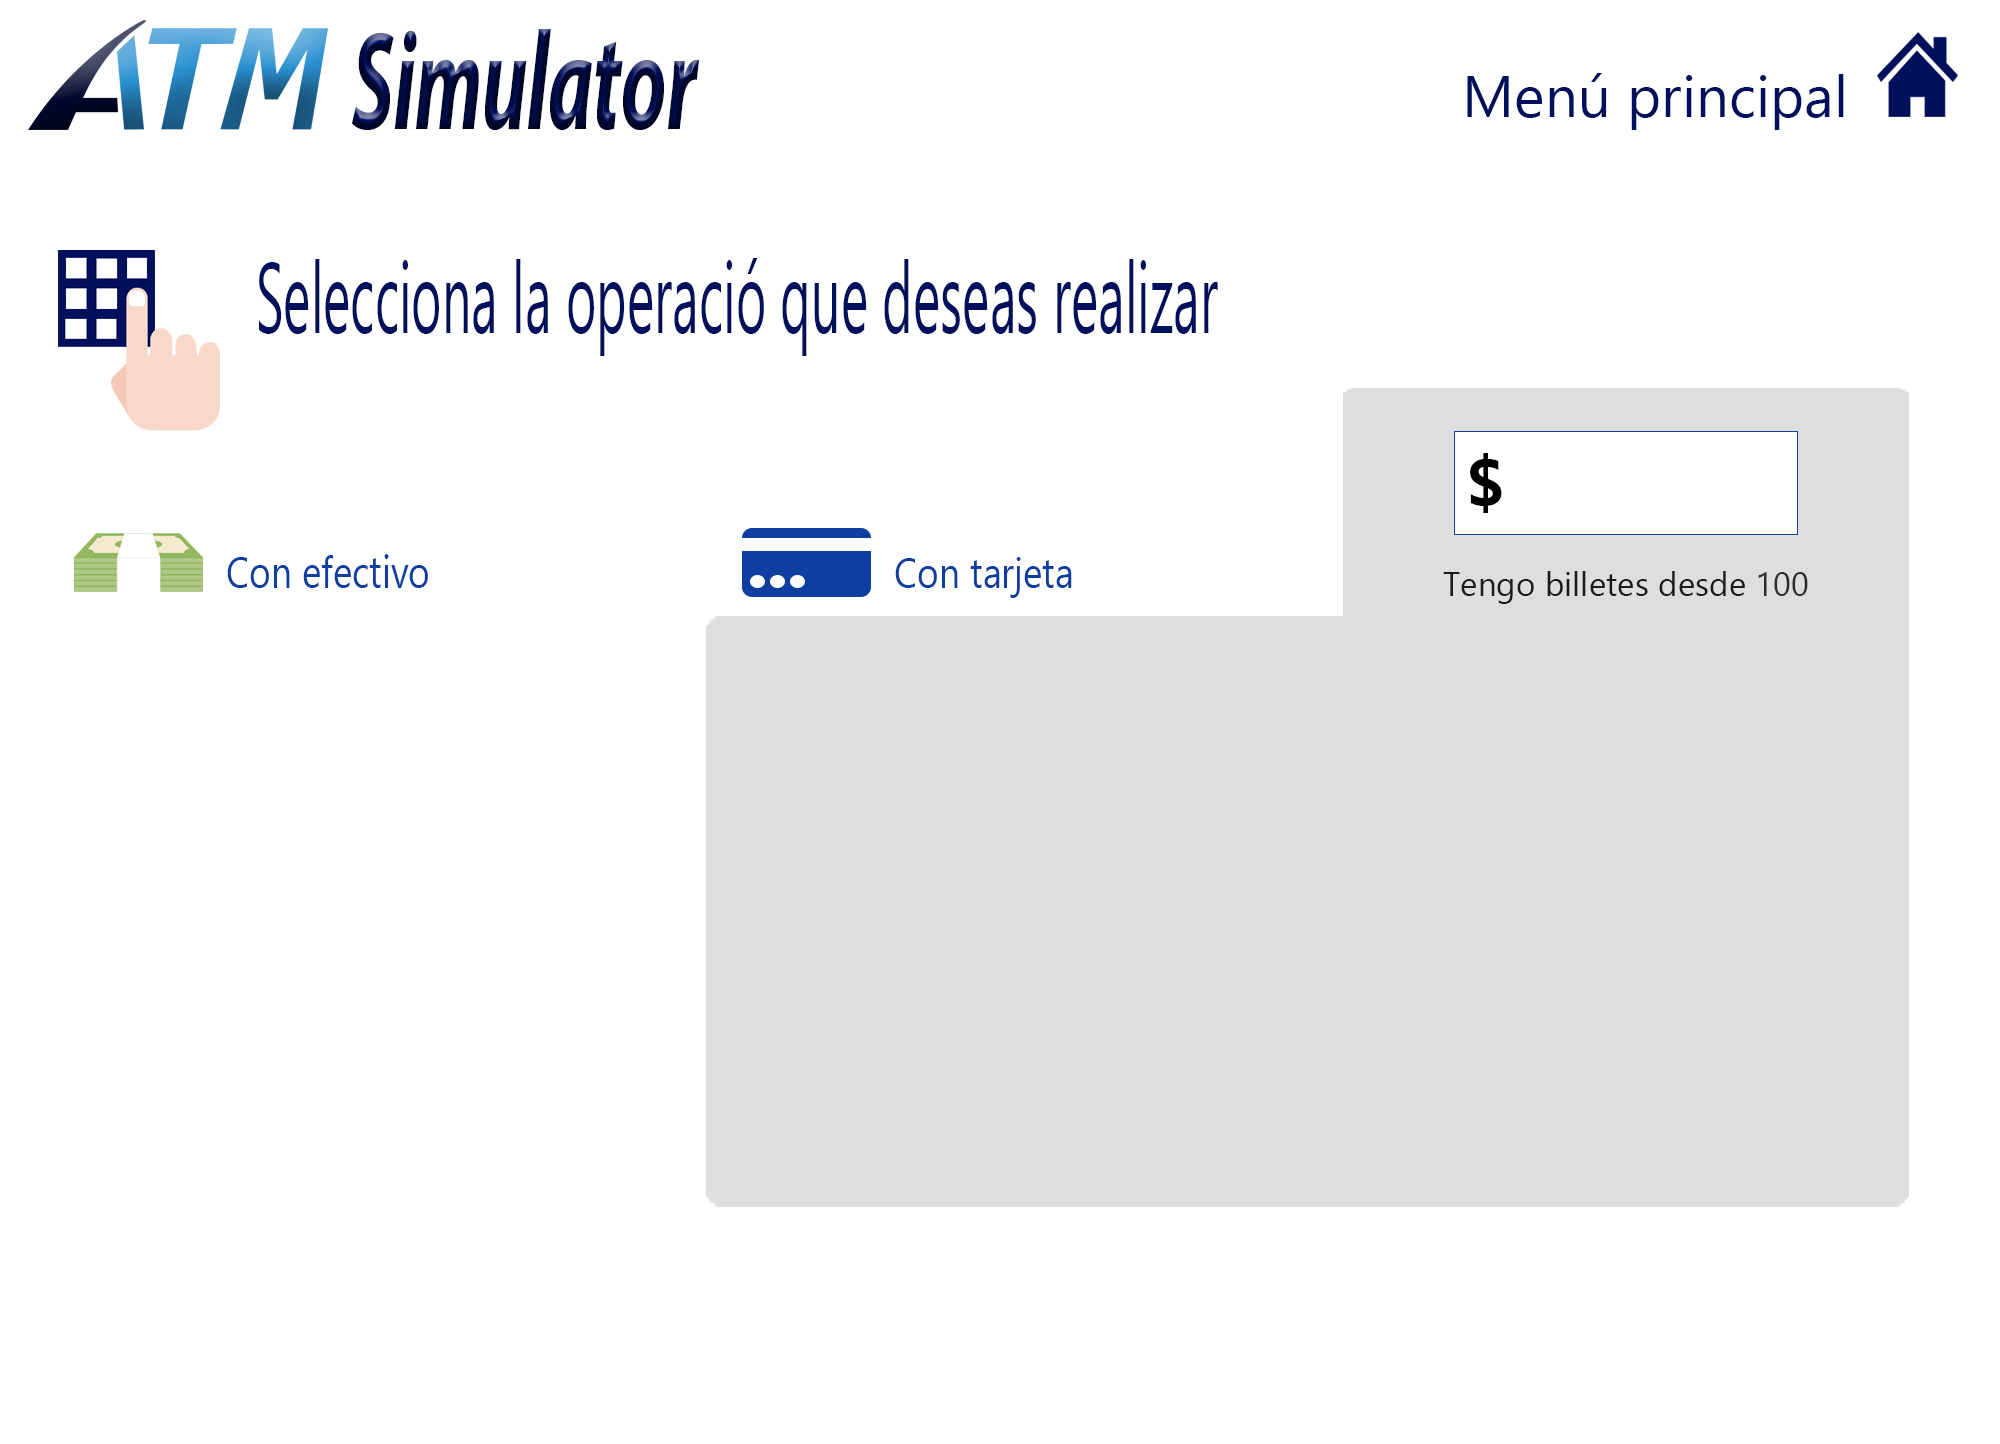 ATM Simulator
Menú principal
Selecciona la operació que deseas realizar
$
Con efectivo
Con tarjeta
Tengo billetes desde 100